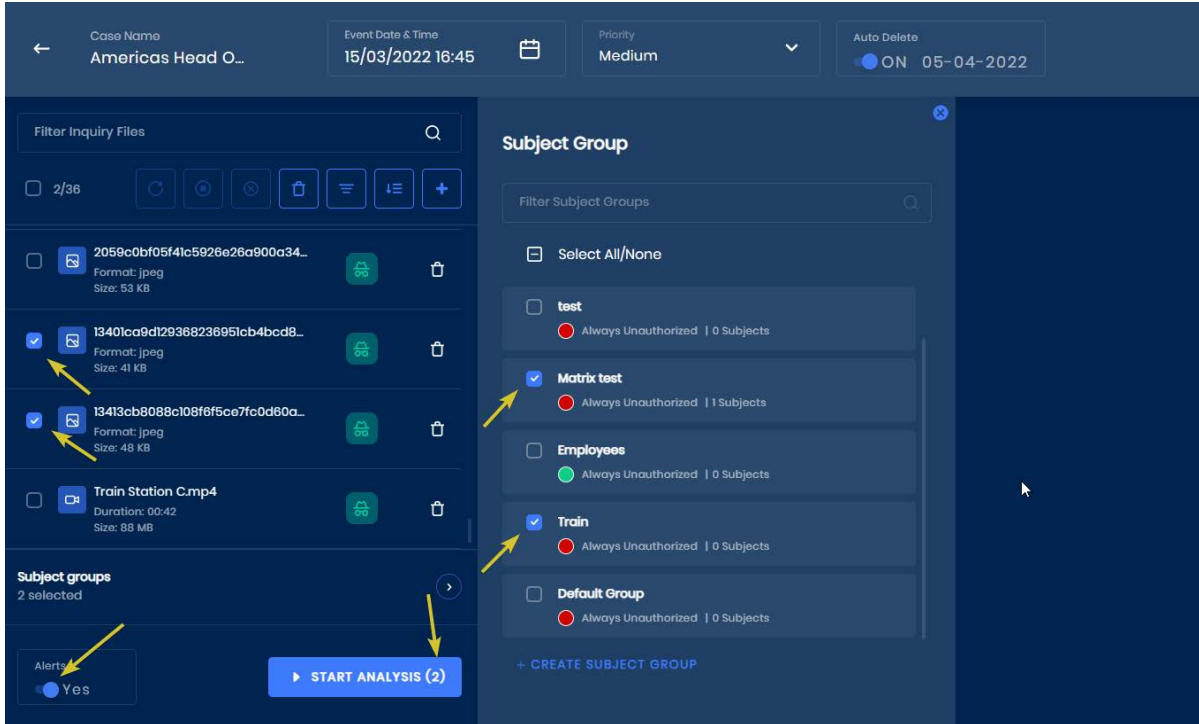 Case Name
Americas Head O...
Event Date & Time
15/03/2022 16:45
Priority
Medium
Auto Delete
ON 05-04-2022
Filter Inquiry Files
2/36
2059c0bf05f41c5926e26a900a34...
Format: jpeg
Size: 53 KB
13401ca9d129368236951cb4bcd8...
Format: jpeg
Size: 41 KB
13413cb8088c108f6f5ce7fc0d60a...
Format: jpeg
Size: 48 KB
Train Station C.mp4
Duration: 00:42
Size: 88 MB
Subject groups
2 selected
Alerts
Yes
START ANALYSIS (2)
Subject Group
Filter Subject Groups
Select All/None
test
Always Unauthorized | 0 Subjects
Matrix test
Always Unauthorized | 1 Subjects
Employees
Always Unauthorized | 0 Subjects
Train
Always Unauthorized | 0 Subjects
Default Group
Always Unauthorized | 0 Subjects
+ CREATE SUBJECT GROUP